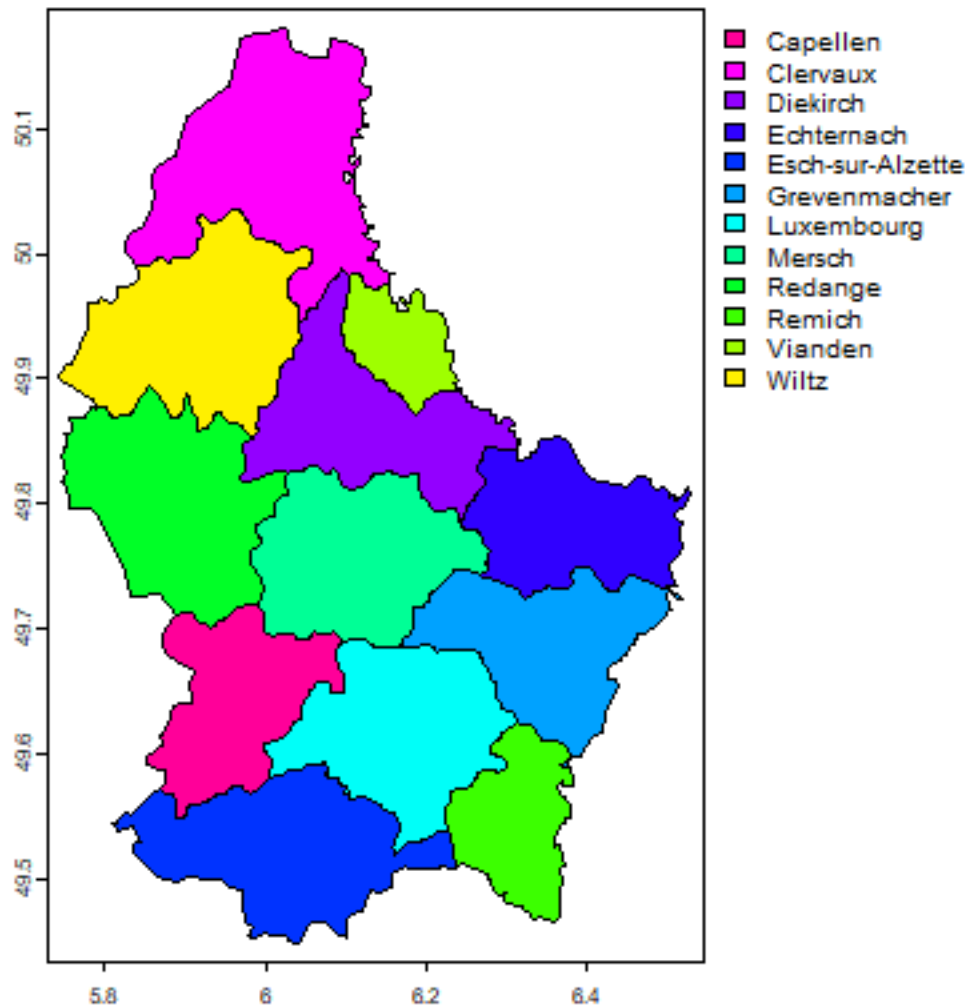 Capellen
Clervaux
Diekirch
Echternach
Esch-sur-Alzette
Grevenmacher
Luxembourg
Mersch
Redange
Remich
Vianden
Wiltz
50.1
50
49.9
49.8
49.7
49.6
49.5
5.8 6 6.2 6.4